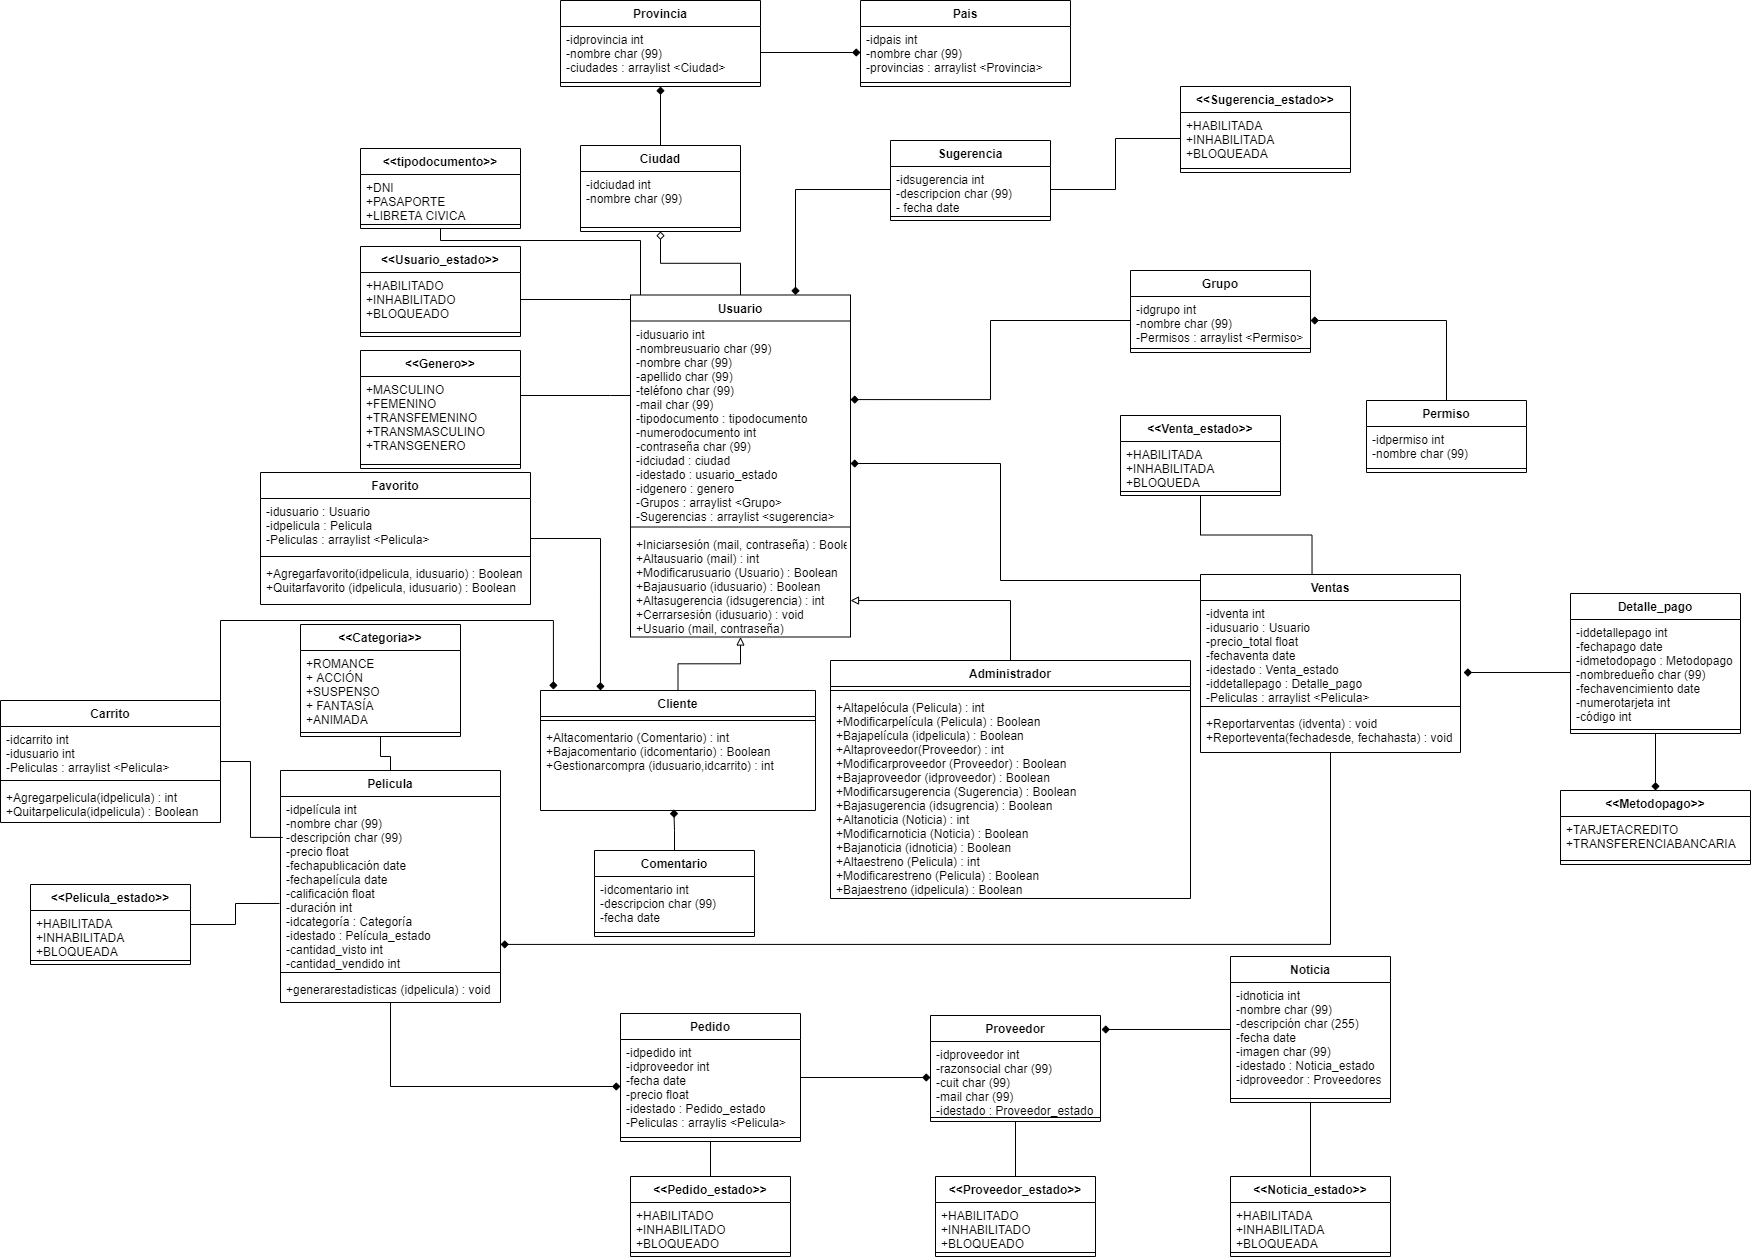 Provincia
-idprovincia int
-nombre char (99)
-ciudades : arraylist <Ciudad>
Pais
-idpais int
-nombre char (99)
-provincias : arraylist <Provincia>
<<Sugerencia_estado>>
+HABILITADA
+INHABILITADA
+BLOQUEADA
<<tipodocumento>>
+DNI
+PASAPORTE
+LIBRETA CIVICA
Ciudad
-idciudad int
-nombre char (99)
Sugerencia
-idsugerencia int
-descripcion char (99)
- fecha date
<<Usuario_estado>>
+HABILITADO
+INHABILITADO
+BLOQUEADO
Grupo
-idgrupo int
-nombre char (99)
-Permisos : arraylist <Permiso>
<<Genero>>
+MASCULINO
+FEMENINO
+TRANSFEMENINO
+TRANSMASCULINO
+TRANSGENERO
Usuario
-idusuario int
-nombreusuario char (99)
-nombre char (99)
-apellido char (99)
-teléfono char (99)
-mail char (99)
-tipodocumento : tipodocumento
-numerodocumento int
-contraseña char (99)
-idciudad : ciudad
-idestado : usuario_estado
-idgenero : genero
-Grupos : arraylist <Grupo>
-Sugerencias : arraylist <sugerencia>
+Iniciarsesión (mail, contraseña) : Boole
+Altausuario (mail) : int
+Modificarusuario (Usuario) : Boolean
+Bajausuario (idusuario) : Boolean
+Altasugerencia (idsugerencia) : int
+Cerrarsesión (idusuario) : void
+Usuario (mail, contraseña)
Permiso
-idpermiso int
-nombre char (99)
<<Venta_estado>>
+HABILITADA
+INHABILITADA
+BLOQUEDA
Favorito
-idusuario : Usuario
-idpelicula : Pelicula
-Peliculas : arraylist <Pelicula>
+Agregarfavorito(idpelicula, idusuario) : Boolean
+Quitarfavorito (idpelicula, idusuario) : Boolean
Ventas
-idventa int
-idusuario : Usuario
-precio_total float
-fechaventa date
-idestado : Venta_estado
-iddetallepago : Detalle_pago
-Peliculas : arraylist <Pelicula>
+Reportarventas (idventa) : void
+Reporteventa(fechadesde, fechahasta) : void
Detalle_pago
-iddetallepago int
-fechapago date
-idmetodopago : Metodopago
-nombredueño char (99)
-fechavencimiento date
-numerotarjeta int
-código int
<<Categoria>>
+ROMANCE
+ ACCIÓN
+SUSPENSO
+ FANTASÍA
+ANIMADA
Carrito
-idcarrito int
-idusuario int
-Peliculas : arraylist <Pelicula>
+Agregarpelicula(idpelicula) : int
+Quitarpelicula(idpelicula) : Boolean
Cliente
+Altacomentario (Comentario) : int
+Bajacomentario (idcomentario) : Boolean
+Gestionarcompra (idusuario,idcarrito) : int
Administrador
+Altapelócula (Pelicula) : int
+Modificarpelícula (Pelicula) : Boolean
+Bajapelícula (idpelicula) : Boolean
+Altaproveedor(Proveedor) : int
+Modificarproveedor (Proveedor) : Boolean
+Bajaproveedor (idproveedor) : Boolean
+Modificarsugerencia (Sugerencia) : Boolean
+Bajasugerencia (idsugrencia) : Boolean
+Altanoticia (Noticia) : int
+Modificarnoticia (Noticia) : Boolean
+Bajanoticia (idnoticia) : Boolean
+Altaestreno (Pelicula) : int
+Modificarestreno (Pelicula) : Boolean
+Bajaestreno (idpelicula) : Boolean
<<Metodopago>>
+TARJETACREDITO
+TRANSFERENCIABANCARIA
Pelicula
-idpelícula int
-nombre char (99)
-descripción char (99)
-precio float
-fechapublicación date
-fechapelícula date
-calificación float
-duración int
-idcategoría : Categoría
-idestado : Película_estado
-cantidad_visto int
-cantidad_vendido int
+generarestadisticas (idpelicula) : void
Comentario
-idcomentario int
-descripcion char (99)
-fecha date
<<Pelicula_estado>>
+HABILITADA
+INHABILITADA
+BLOQUEADA
Noticia
-idnoticia int
-nombre char (99)
-descripción char (255)
-fecha date
-imagen char (99)
-idestado : Noticia_estado
-idproveedor : Proveedores
Pedido
-idpedido int
-idproveedor int
-fecha date
-precio float
-idestado : Pedido_estado
-Peliculas : arraylis <Pelicula>
Proveedor
-idproveedor int
-razonsocial char (99)
-cuit char (99)
-mail char (99)
-idestado : Proveedor_estado
<<Pedido_estado>>
+HABILITADO
+INHABILITADO
+BLOQUEADO
<<Proveedor_estado>>
+HABILITADO
+INHABILITADO
+BLOQUEADO
<<Noticia_estado>>
+HABILITADA
+INHABILITADA
+BLOQUEADA